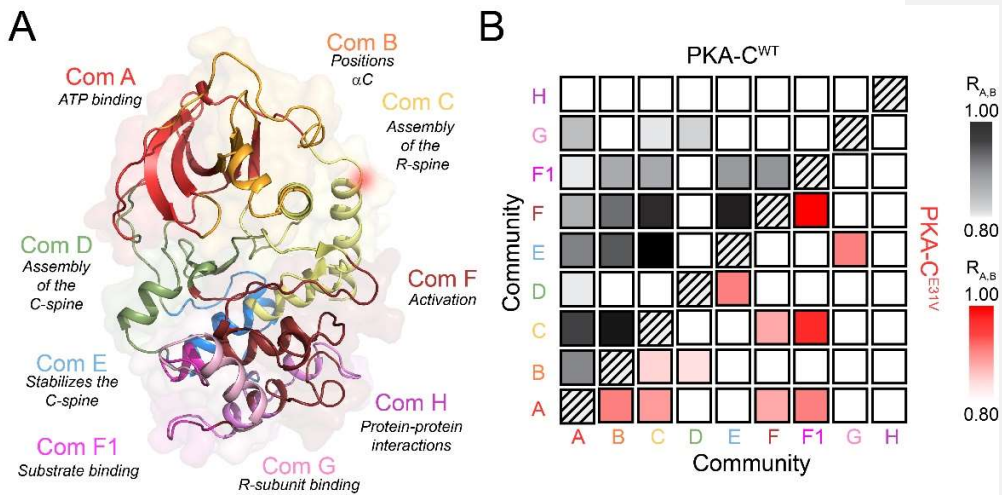 A
Com A
ATP binding
Com B
Positions
αC
Com C
Assembly
of the
R-spine
Com D
Assembly
of the
C-spine
Com F
Activation
Com E
Stabilizes the
C-spine
Com H
Protein-protein
interactions
Com F1
Substrate binding
Com G
R-subunit binding
B
PKA-C^WT
Community
H
G
F1
F
E
D
C
B
A
A B C D E F F1 G H
Community
PKA-C^E31V
R_A,B
1.00
0.80
R_A,B
1.00
0.80